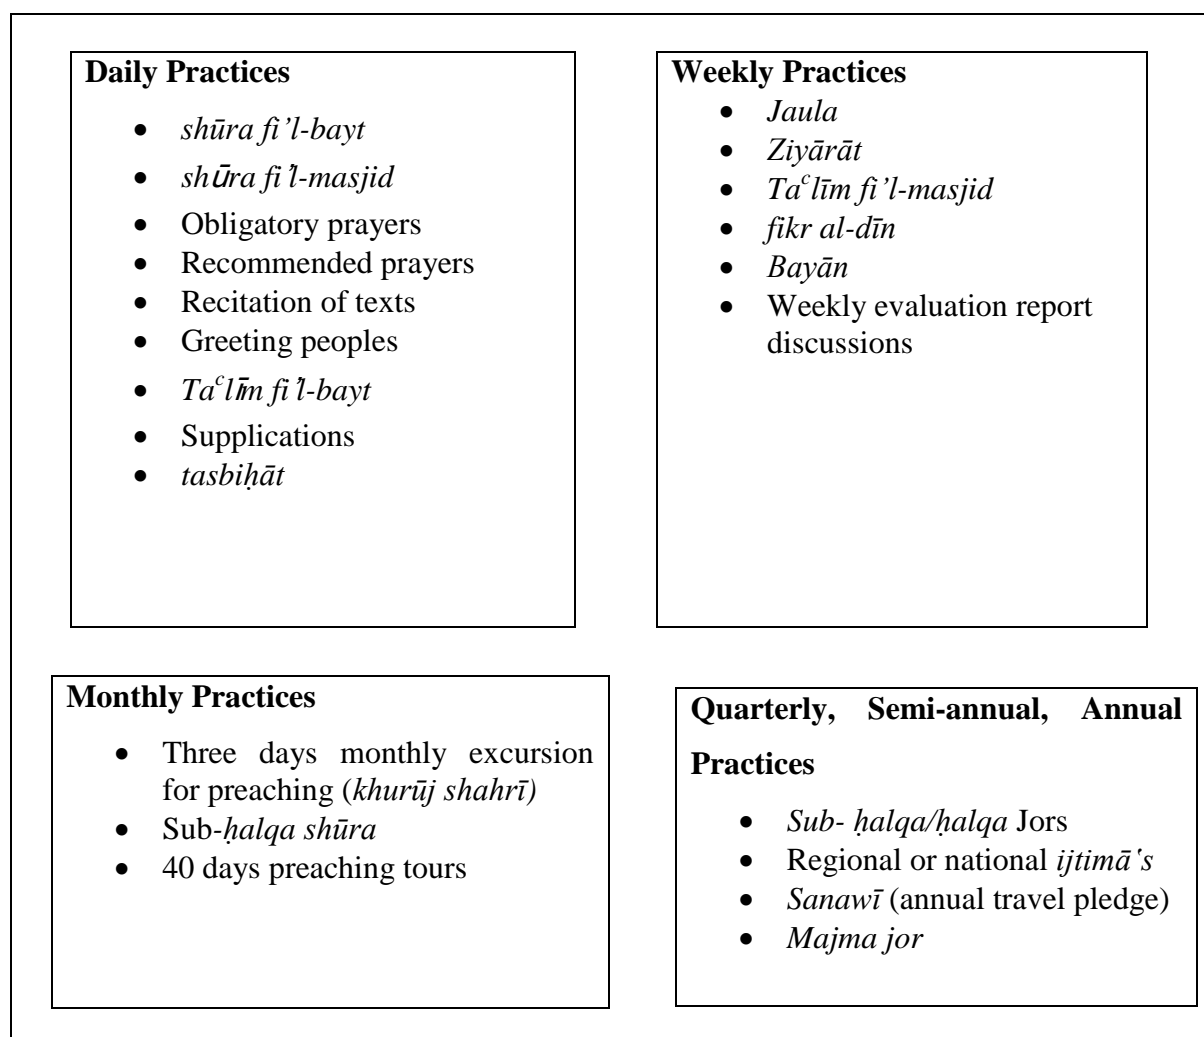 Daily Practices
• shūra fi’l-bayt
• shūra fi’l-masjid
• Obligatory prayers
• Recommended prayers
• Recitation of texts
• Greeting peoples
• Taᶜlīm fi’l-bayt
• Supplications
• tasbiḥāt
Weekly Practices
• Jaula
• Ziyārāt
• Taᶜlīm fi’l-masjid
• fikr al-dīn
• Bayān
• Weekly evaluation report
discussions
Monthly Practices
• Three days monthly excursion
for preaching (khurūj shahrī)
• Sub-ḥalqa shūra
• 40 days preaching tours
Quarterly, Semi-annual, Annual
Practices
• Sub- ḥalqa/ḥalqa Jors
• Regional or national ijtimā‛s
• Sanawī (annual travel pledge)
• Majma jor